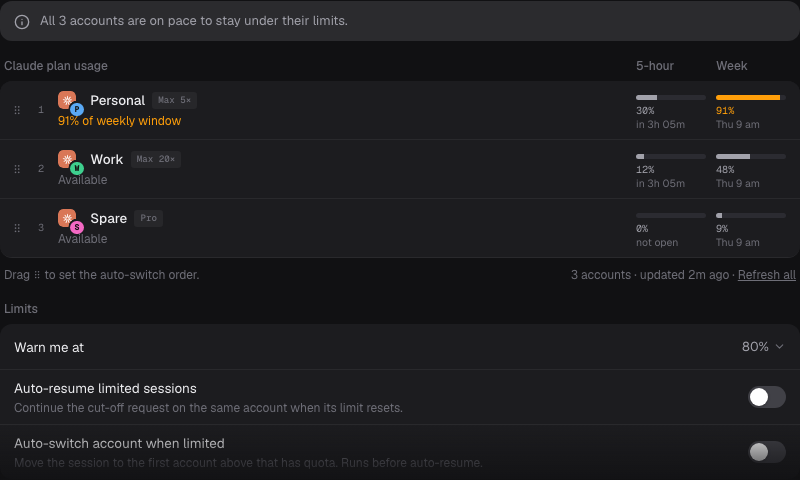 All 3 accounts are on pace to stay under their limits.
Claude plan usage 5-hour Week
1 P Personal Max 5× 30% 91%
91% of weekly window in 3h 05m Thu 9 am
2 W Work Max 20× 12% 48%
Available in 3h 05m Thu 9 am
3 S Spare Pro 0% 9%
Available not open Thu 9 am
Drag ⠿ to set the auto-switch order. 3 accounts · updated 2m ago · Refresh all
Limits
Warn me at 80%
Auto-resume limited sessions
Continue the cut-off request on the same account when its limit resets.
Auto-switch account when limited
Move the session to the first account above that has quota. Runs before auto-resume.